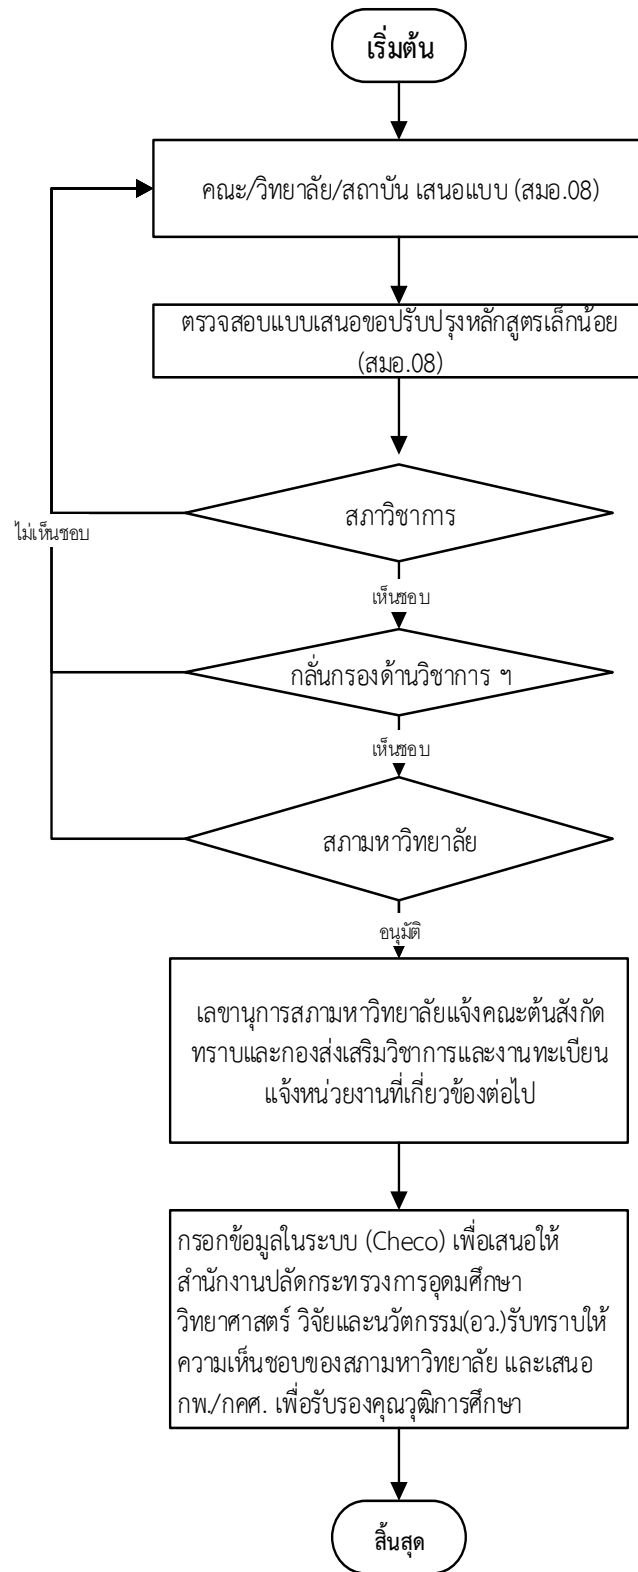 เริ่มต้น
คณะ/วิทยาลัย/สถาบัน เสนอแบบ (สมอ.08)
ตรวจสอบแบบเสนอขอปรับปรุงหลักสูตรเล็กน้อย
(สมอ.08)
สภาวิชาการ
ไม่เห็นชอบ
เห็นชอบ
กลั่นกรองด้านวิชาการ ฯ
เห็นชอบ
สภามหาวิทยาลัย
อนุมัติ
เลขานุการสภามหาวิทยาลัยแจ้งคณะต้นสังกัด
ทราบและกองส่งเสริมวิชาการและงานทะเบียน
แจ้งหน่วยงานที่เกี่ยวข้องต่อไป
กรอกข้อมูลในระบบ (Checo) เพื่อเสนอให้
สำนักงานปลัดกระทรวงการอุดมศึกษา
วิทยาศาสตร์ วิจัยและนวัตกรรม(อว.)รับทราบให้
ความเห็นชอบของสภามหาวิทยาลัย และเสนอ
กพ./กคศ. เพื่อรับรองคุณวุฒิการศึกษา
สิ้นสุด